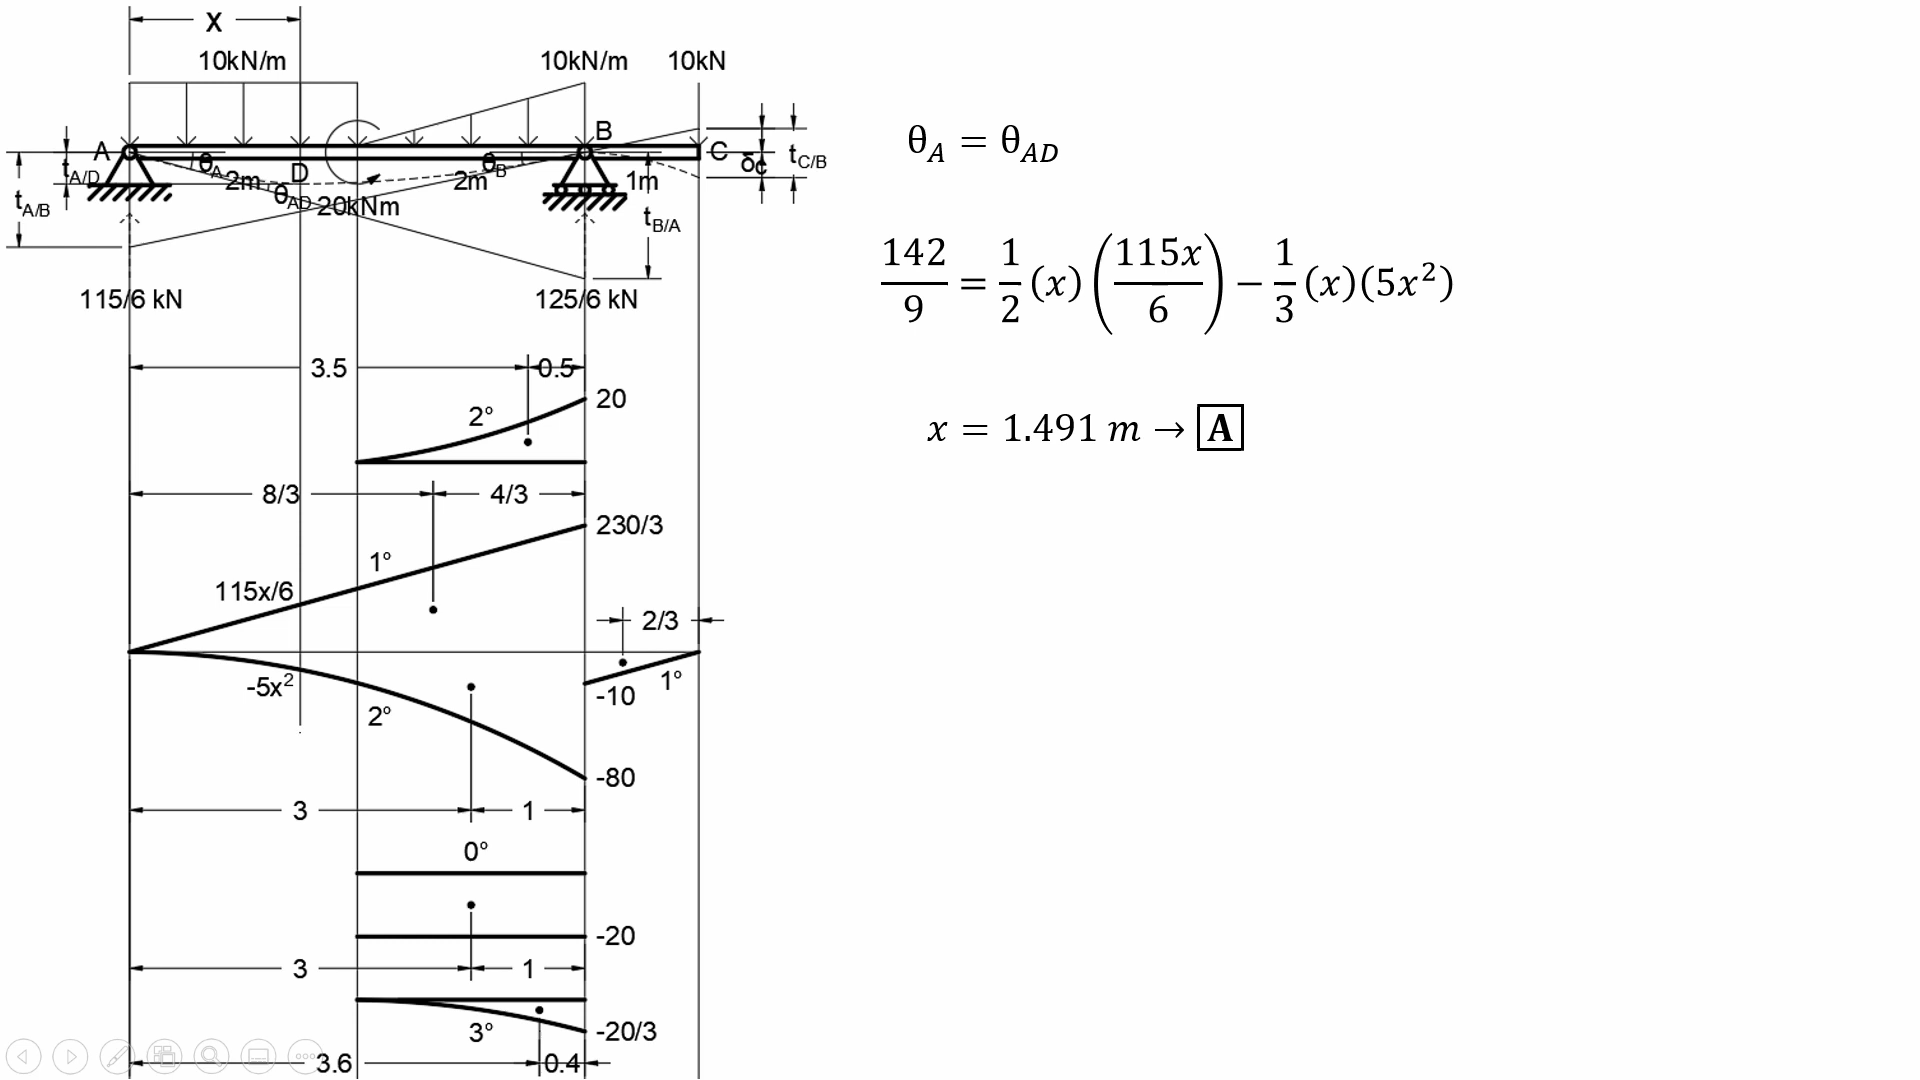 X
10kN/m 10kN/m 10kN
A B C
t_A/D θ_A 2m D θ_AD 20kNm 2m θ_B 1m δc t_C/B
t_A/B t_B/A
115/6 kN 125/6 kN
3.5 0.5
2° 20
8/3 4/3
230/3
1°
115x/6
2/3
-5x² 2° -10 1°
-80
3 1
0°
-20
3 1
3° -20/3
3.6 0.4
θ_A = θ_AD
142/9 = 1/2 (x) (115x/6) − 1/3 (x)(5x²)
x = 1.491 m → A